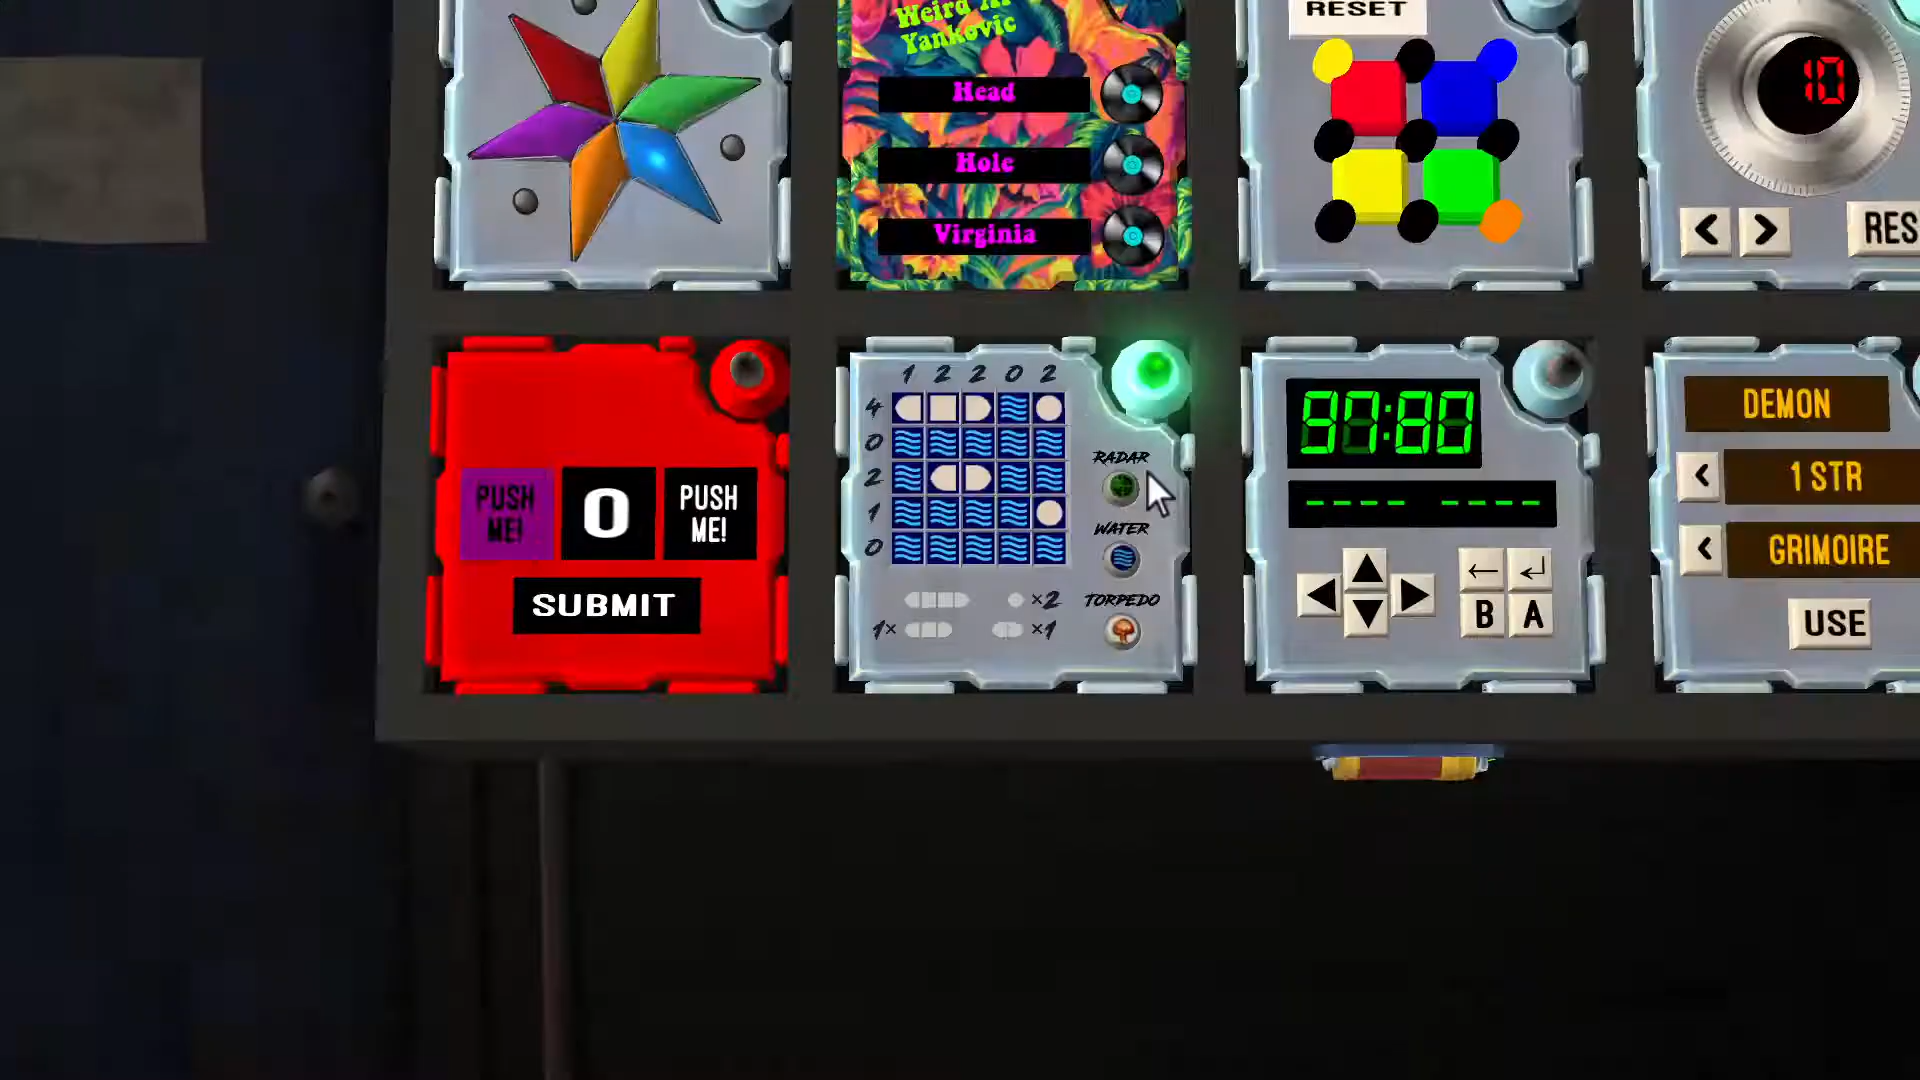 Weird Al
Yankovic
Head
Hole
Virginia
RESET
10
< > RES
PUSH
ME!
0
PUSH
ME!
SUBMIT
1 2 2 0 2
4
0
2
1
0
RADAR
WATER
TORPEDO
×2
1× ×1
---- ----
B A
DEMON
< 1 STR
< GRIMOIRE
USE